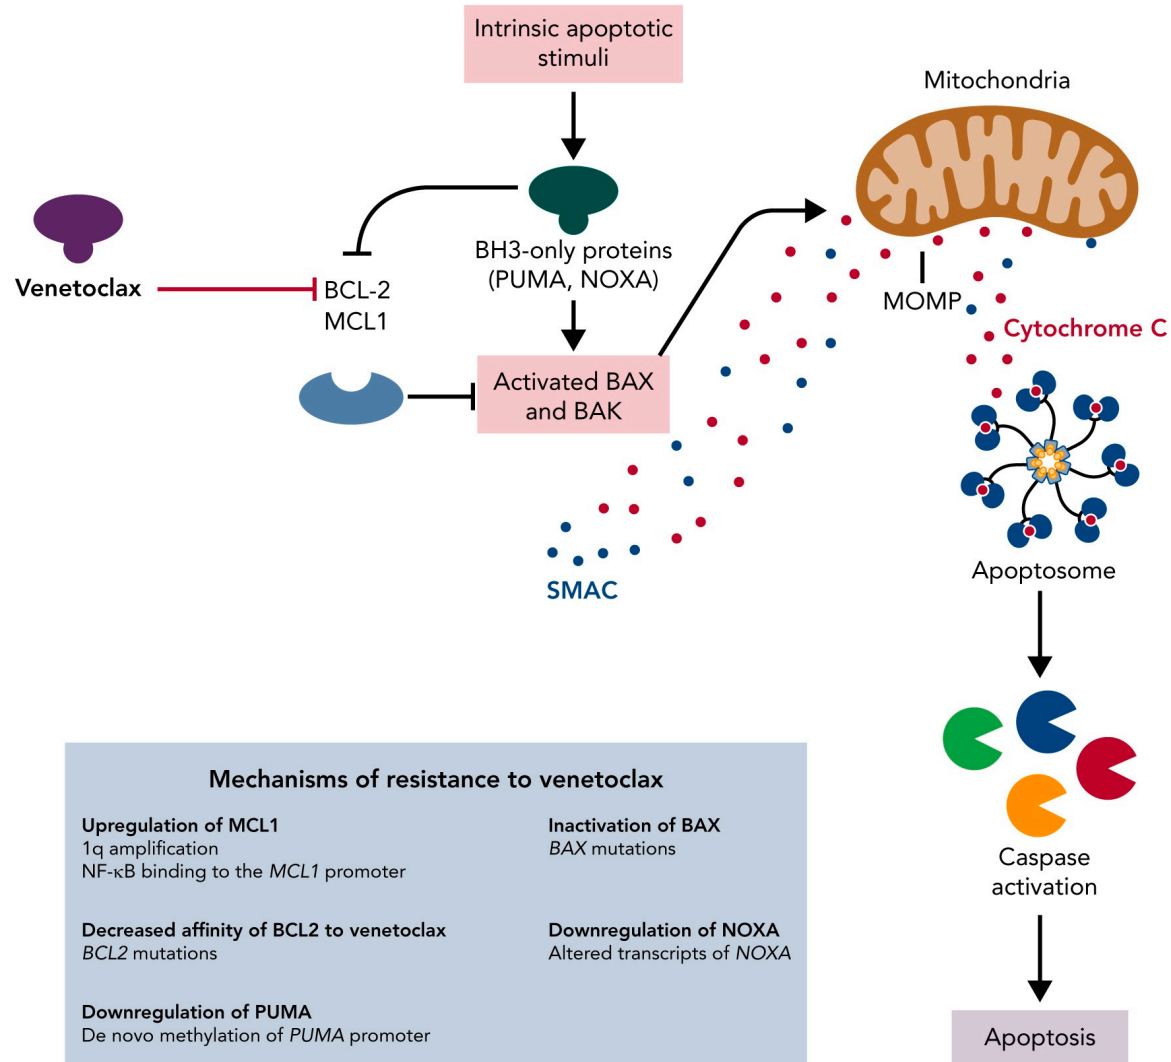 Intrinsic apoptotic
stimuli
Mitochondria
BH3-only proteins
(PUMA, NOXA)
Venetoclax
BCL-2
MCL1
MOMP
Cytochrome C
Activated BAX
and BAK
SMAC
Apoptosome
Caspase
activation
Apoptosis
Mechanisms of resistance to venetoclax
Upregulation of MCL1
1q amplification
NF-κB binding to the MCL1 promoter
Decreased affinity of BCL2 to venetoclax
BCL2 mutations
Downregulation of PUMA
De novo methylation of PUMA promoter
Inactivation of BAX
BAX mutations
Downregulation of NOXA
Altered transcripts of NOXA